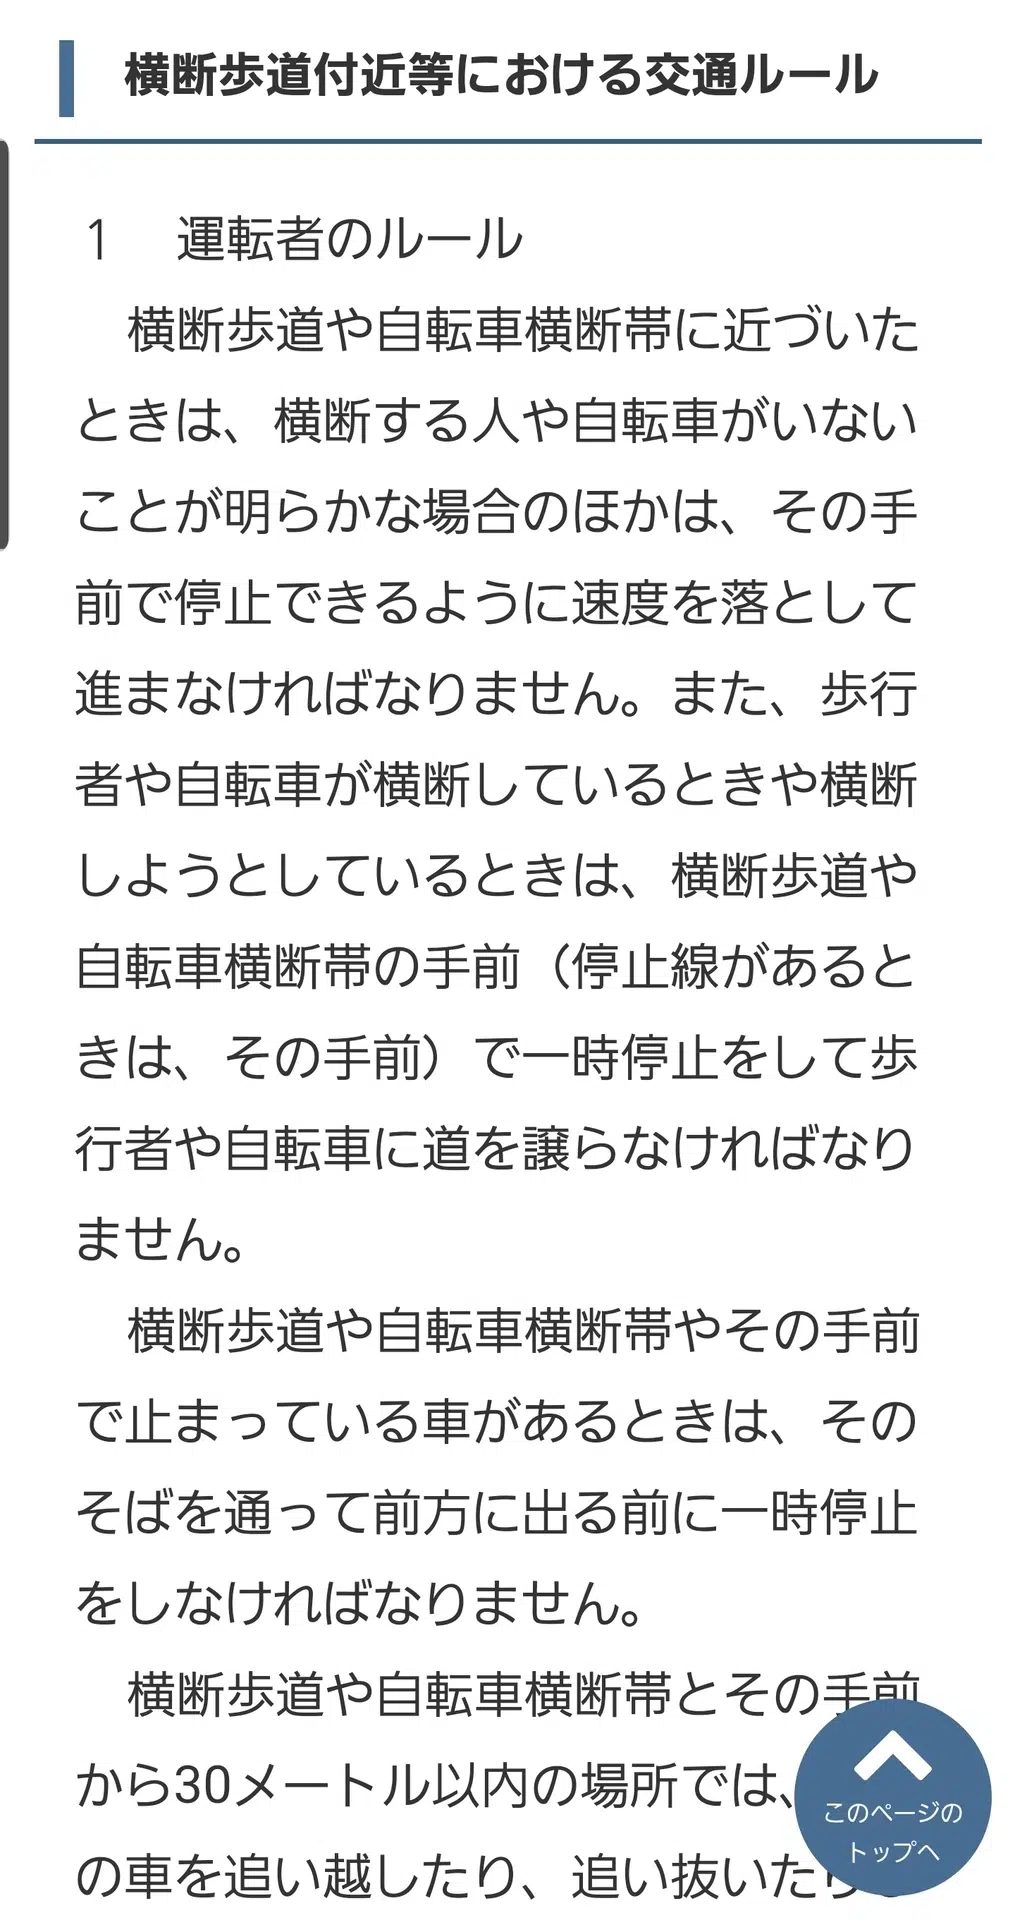 横断歩道付近等における交通ルール
1　運転者のルール
　横断歩道や自転車横断帯に近づいた
ときは、横断する人や自転車がいない
ことが明らかな場合のほかは、その手
前で停止できるように速度を落として
進まなければなりません。また、歩行
者や自転車が横断しているときや横断
しようとしているときは、横断歩道や
自転車横断帯の手前（停止線があると
きは、その手前）で一時停止をして歩
行者や自転車に道を譲らなければなり
ません。
　横断歩道や自転車横断帯やその手前
で止まっている車があるときは、その
そばを通って前方に出る前に一時停止
をしなければなりません。
　横断歩道や自転車横断帯とその手前
から30メートル以内の場所では、
の車を追い越したり、追い抜いたり
このページの
トップへ